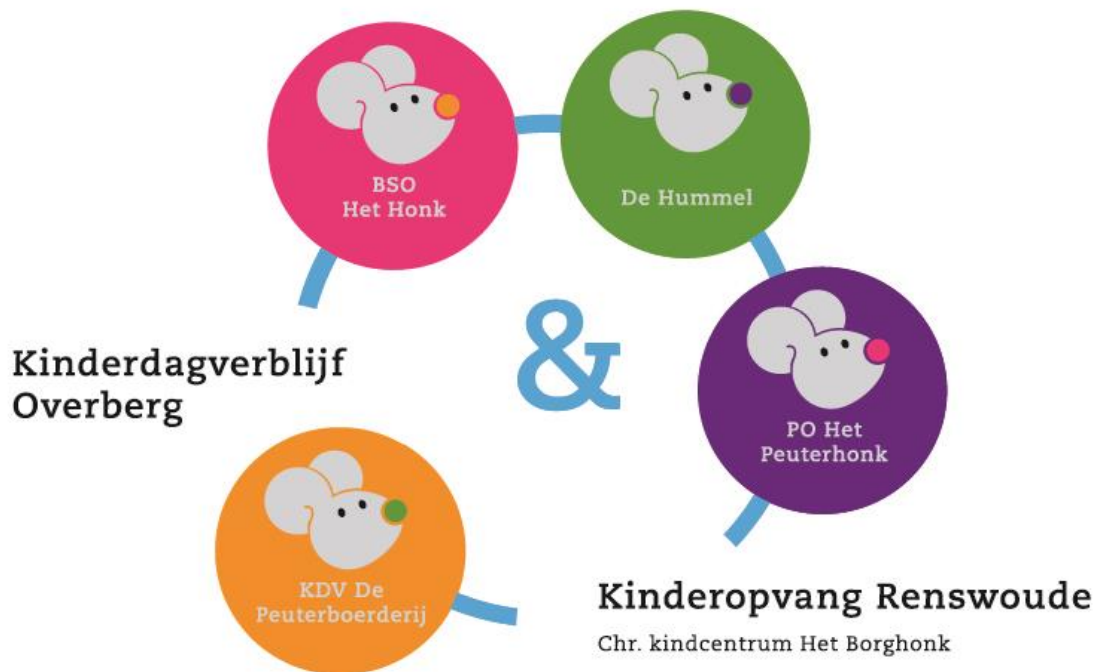 BSO
Het Honk
De Hummel
&
Kinderdagverblijf
Overberg
PO Het
Peuterhonk
KDV De
Peuterboerderij
Kinderopvang Renswoude
Chr. kindcentrum Het Borghonk